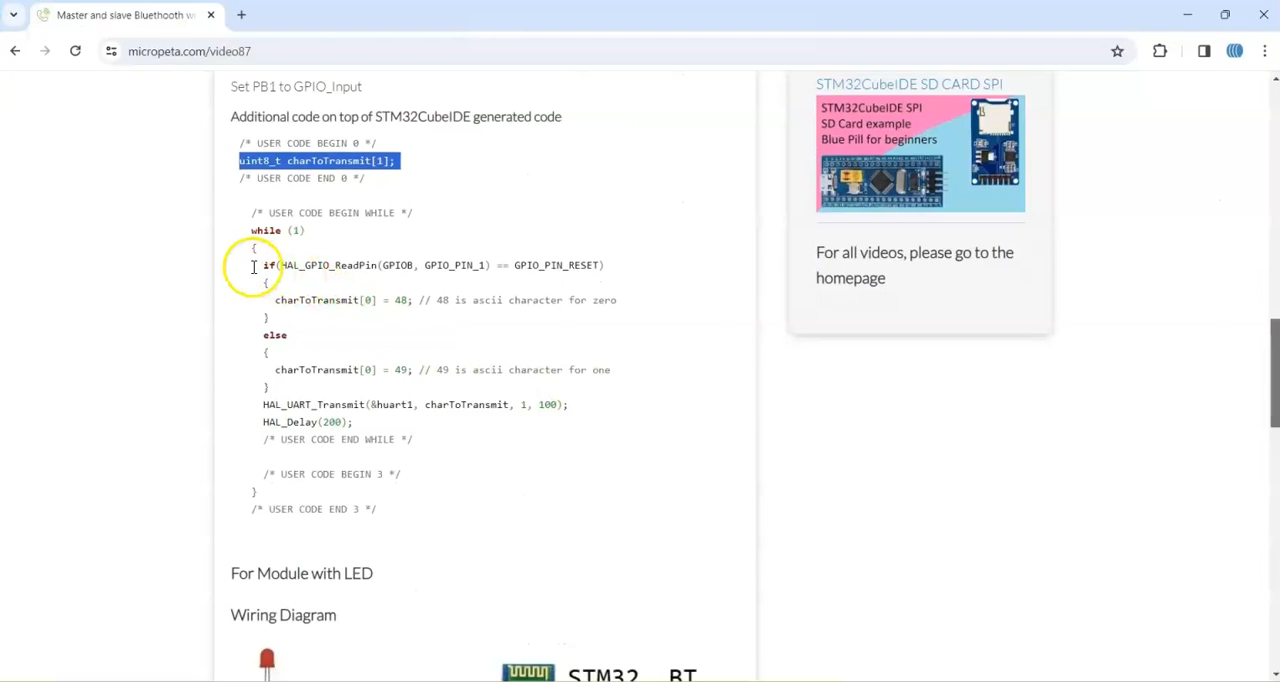 Master and slave Bluethooth w
micropeta.com/video87
Set PB1 to GPIO_Input
Additional code on top of STM32CubeIDE generated code
/* USER CODE BEGIN 0 */
uint8_t charToTransmit[1];
/* USER CODE END 0 */
/* USER CODE BEGIN WHILE */
while (1)
{
if(HAL_GPIO_ReadPin(GPIOB, GPIO_PIN_1) == GPIO_PIN_RESET)
{
charToTransmit[0] = 48; // 48 is ascii character for zero
}
else
{
charToTransmit[0] = 49; // 49 is ascii character for one
}
HAL_UART_Transmit(&huart1, charToTransmit, 1, 100);
HAL_Delay(200);
/* USER CODE END WHILE */
/* USER CODE BEGIN 3 */
}
/* USER CODE END 3 */
For Module with LED
Wiring Diagram
STM32 BT
STM32CubeIDE SD CARD SPI
STM32CubeIDE SPI
SD Card example
Blue Pill for beginners
For all videos, please go to the
homepage